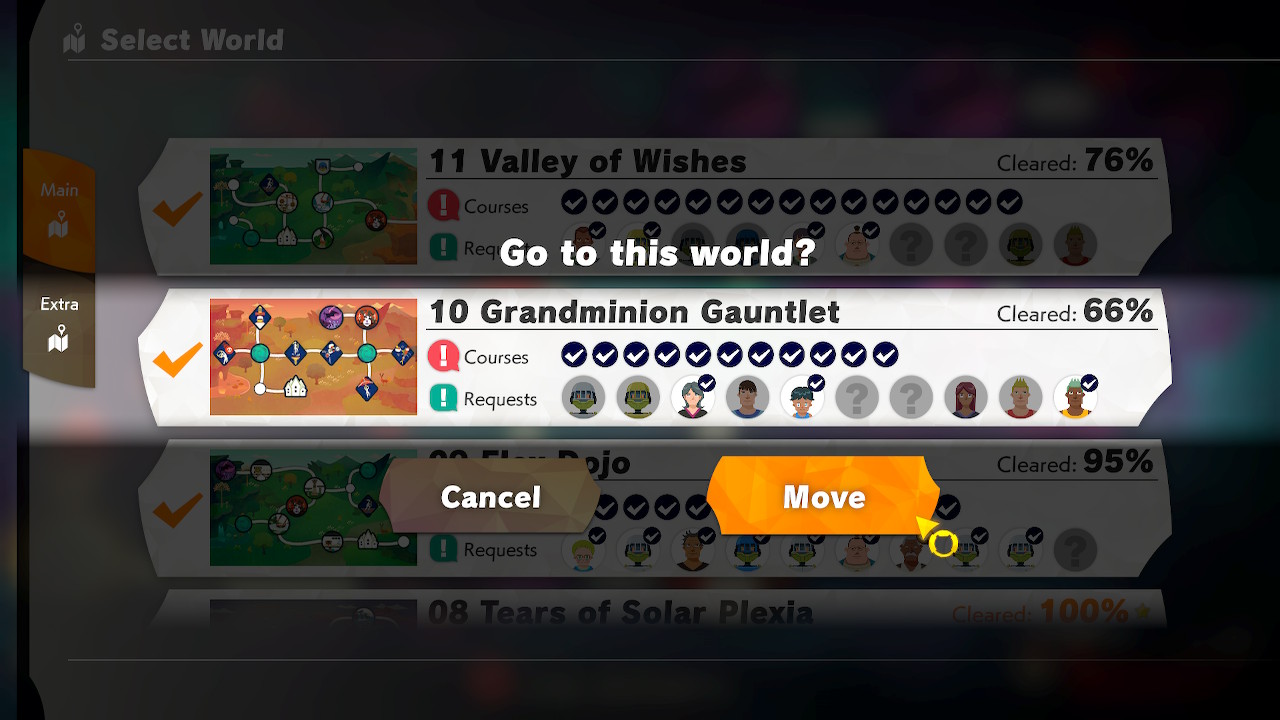 Select World
Main
Extra
11 Valley of Wishes
Cleared: 76%
Courses
Go to this world?
10 Grandminion Gauntlet
Cleared: 66%
Courses
Requests
Cleared: 95%
Cancel
Move
Requests
08 Tears of Solar Plexia
Cleared: 100%